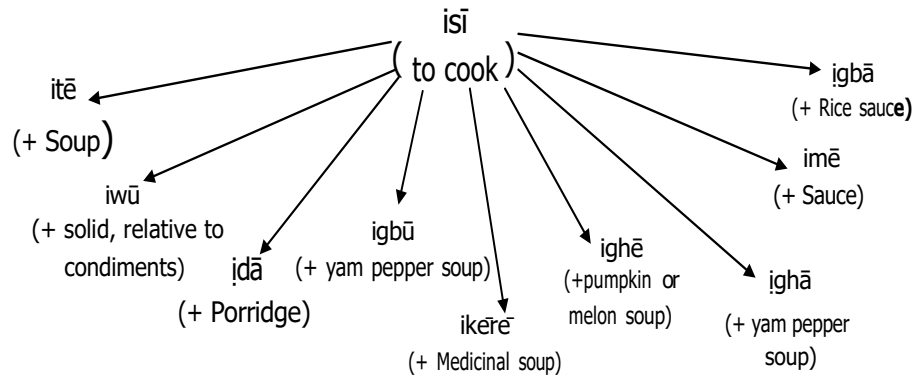 isī
( to cook )
itē
(+ Soup)
iwū
(+ solid, relative to
condiments)
ịdā
(+ Porridge)
igbū
(+ yam pepper soup)
ikērē
(+ Medicinal soup)
ighē
(+pumpkin or
melon soup)
ịghā
(+ yam pepper
soup)
imē
(+ Sauce)
ịgbā
(+ Rice sauce)